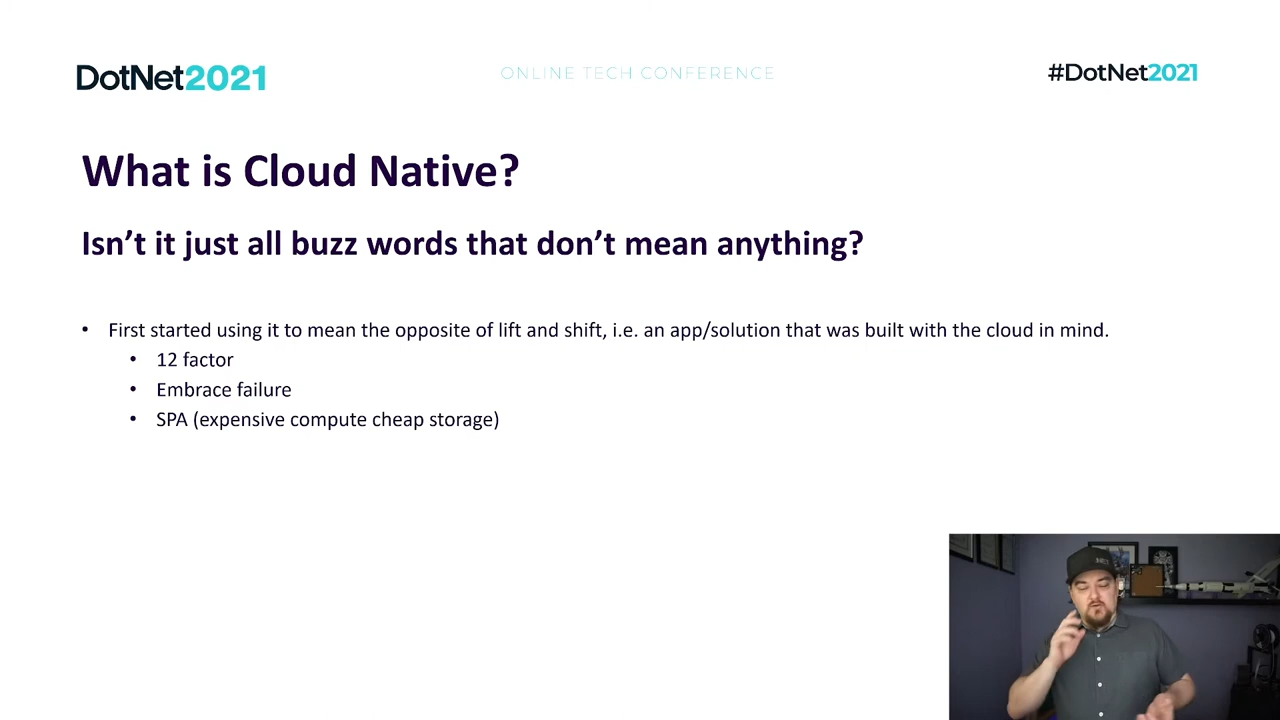 DotNet2021
ONLINE TECH CONFERENCE
#DotNet2021
What is Cloud Native?
Isn’t it just all buzz words that don’t mean anything?
• First started using it to mean the opposite of lift and shift, i.e. an app/solution that was built with the cloud in mind.
• 12 factor
• Embrace failure
• SPA (expensive compute cheap storage)